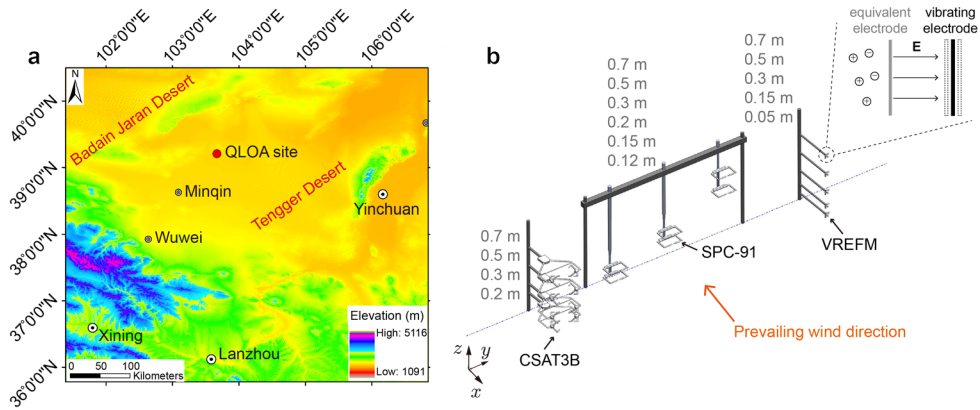 a
102°0'0"E
103°0'0"E
104°0'0"E
105°0'0"E
106°0'0"E
40°0'0"N
39°0'0"N
38°0'0"N
37°0'0"N
36°0'0"N
N
Badain Jaran Desert
QLOA site
Minqin
Tengger Desert
Yinchuan
Wuwei
Xining
Lanzhou
Elevation (m)
High: 5116
Low: 1091
0 50 100
Kilometers
b
0.7 m
0.5 m
0.3 m
0.2 m
CSAT3B
0.7 m
0.5 m
0.3 m
0.2 m
0.15 m
0.12 m
SPC-91
0.7 m
0.5 m
0.3 m
0.15 m
0.05 m
VREFM
equivalent
electrode
vibrating
electrode
E
+ −
+ −
+
Prevailing wind direction
z
y
x